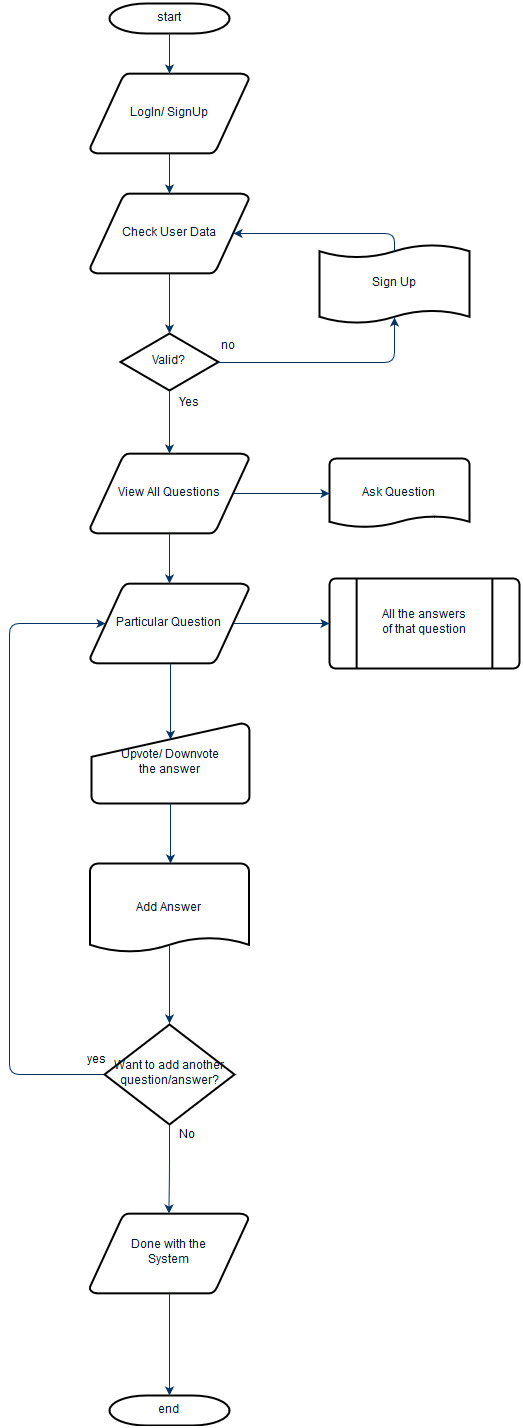 start
LogIn/ SignUp
Check User Data
Sign Up
Valid?
no
Yes
View All Questions
Ask Question
Particular Question
All the answers
of that question
Upvote/ Downvote
the answer
Add Answer
yes
Want to add another
question/answer?
No
Done with the
System
end